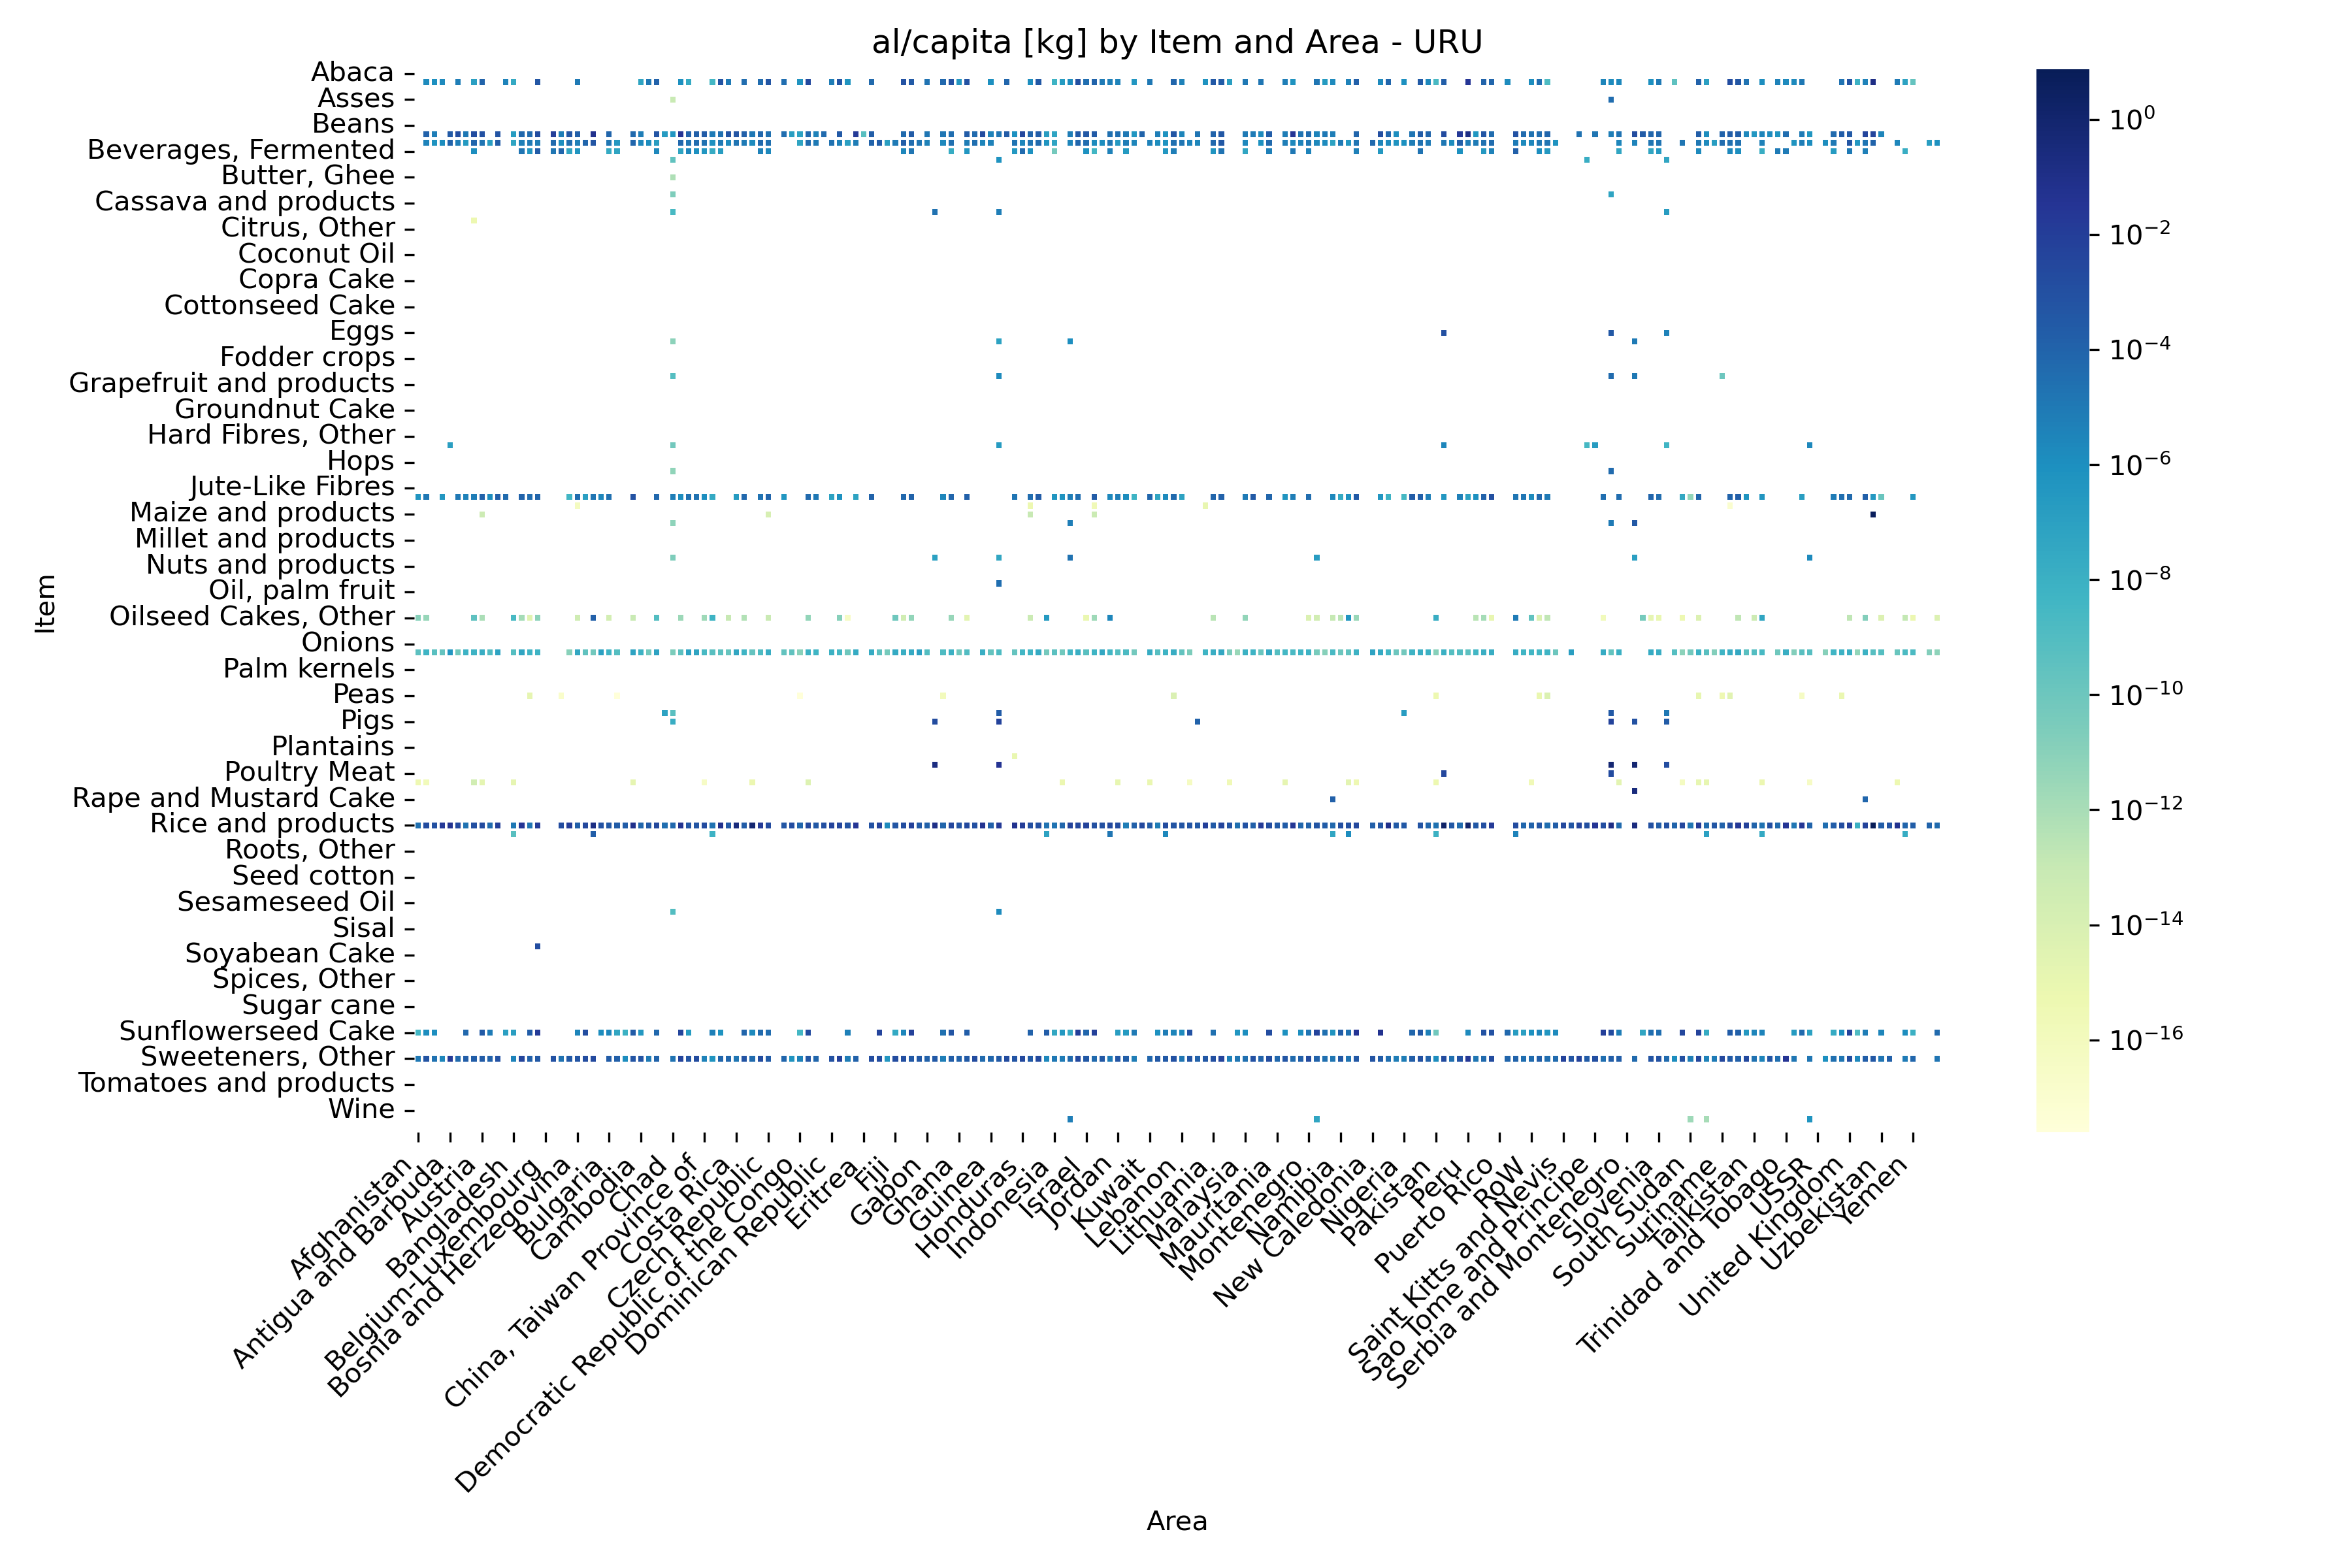 al/capita [kg] by Item and Area - URU
Abaca
Asses
Beans
Beverages, Fermented
Butter, Ghee
Cassava and products
Citrus, Other
Coconut Oil
Copra Cake
Cottonseed Cake
Eggs
Fodder crops
Grapefruit and products
Groundnut Cake
Hard Fibres, Other
Hops
Jute-Like Fibres
Maize and products
Millet and products
Nuts and products
Oil, palm fruit
Oilseed Cakes, Other
Onions
Palm kernels
Peas
Pigs
Plantains
Poultry Meat
Rape and Mustard Cake
Rice and products
Roots, Other
Seed cotton
Sesameseed Oil
Sisal
Soyabean Cake
Spices, Other
Sugar cane
Sunflowerseed Cake
Sweeteners, Other
Tomatoes and products
Wine
Item
Afghanistan
Antigua and Barbuda
Austria
Bangladesh
Belgium-Luxembourg
Bosnia and Herzegovina
Bulgaria
Cambodia
Chad
China, Taiwan Province of
Costa Rica
Czech Republic
Democratic Republic of the Congo
Dominican Republic
Eritrea
Fiji
Gabon
Ghana
Guinea
Honduras
Indonesia
Israel
Jordan
Kuwait
Lebanon
Lithuania
Malaysia
Mauritania
Montenegro
Namibia
New Caledonia
Nigeria
Pakistan
Peru
Puerto Rico
RoW
Saint Kitts and Nevis
Sao Tome and Principe
Serbia and Montenegro
Slovenia
South Sudan
Suriname
Tajikistan
Trinidad and Tobago
USSR
United Kingdom
Uzbekistan
Yemen
Area
10⁰
10⁻²
10⁻⁴
10⁻⁶
10⁻⁸
10⁻¹⁰
10⁻¹²
10⁻¹⁴
10⁻¹⁶